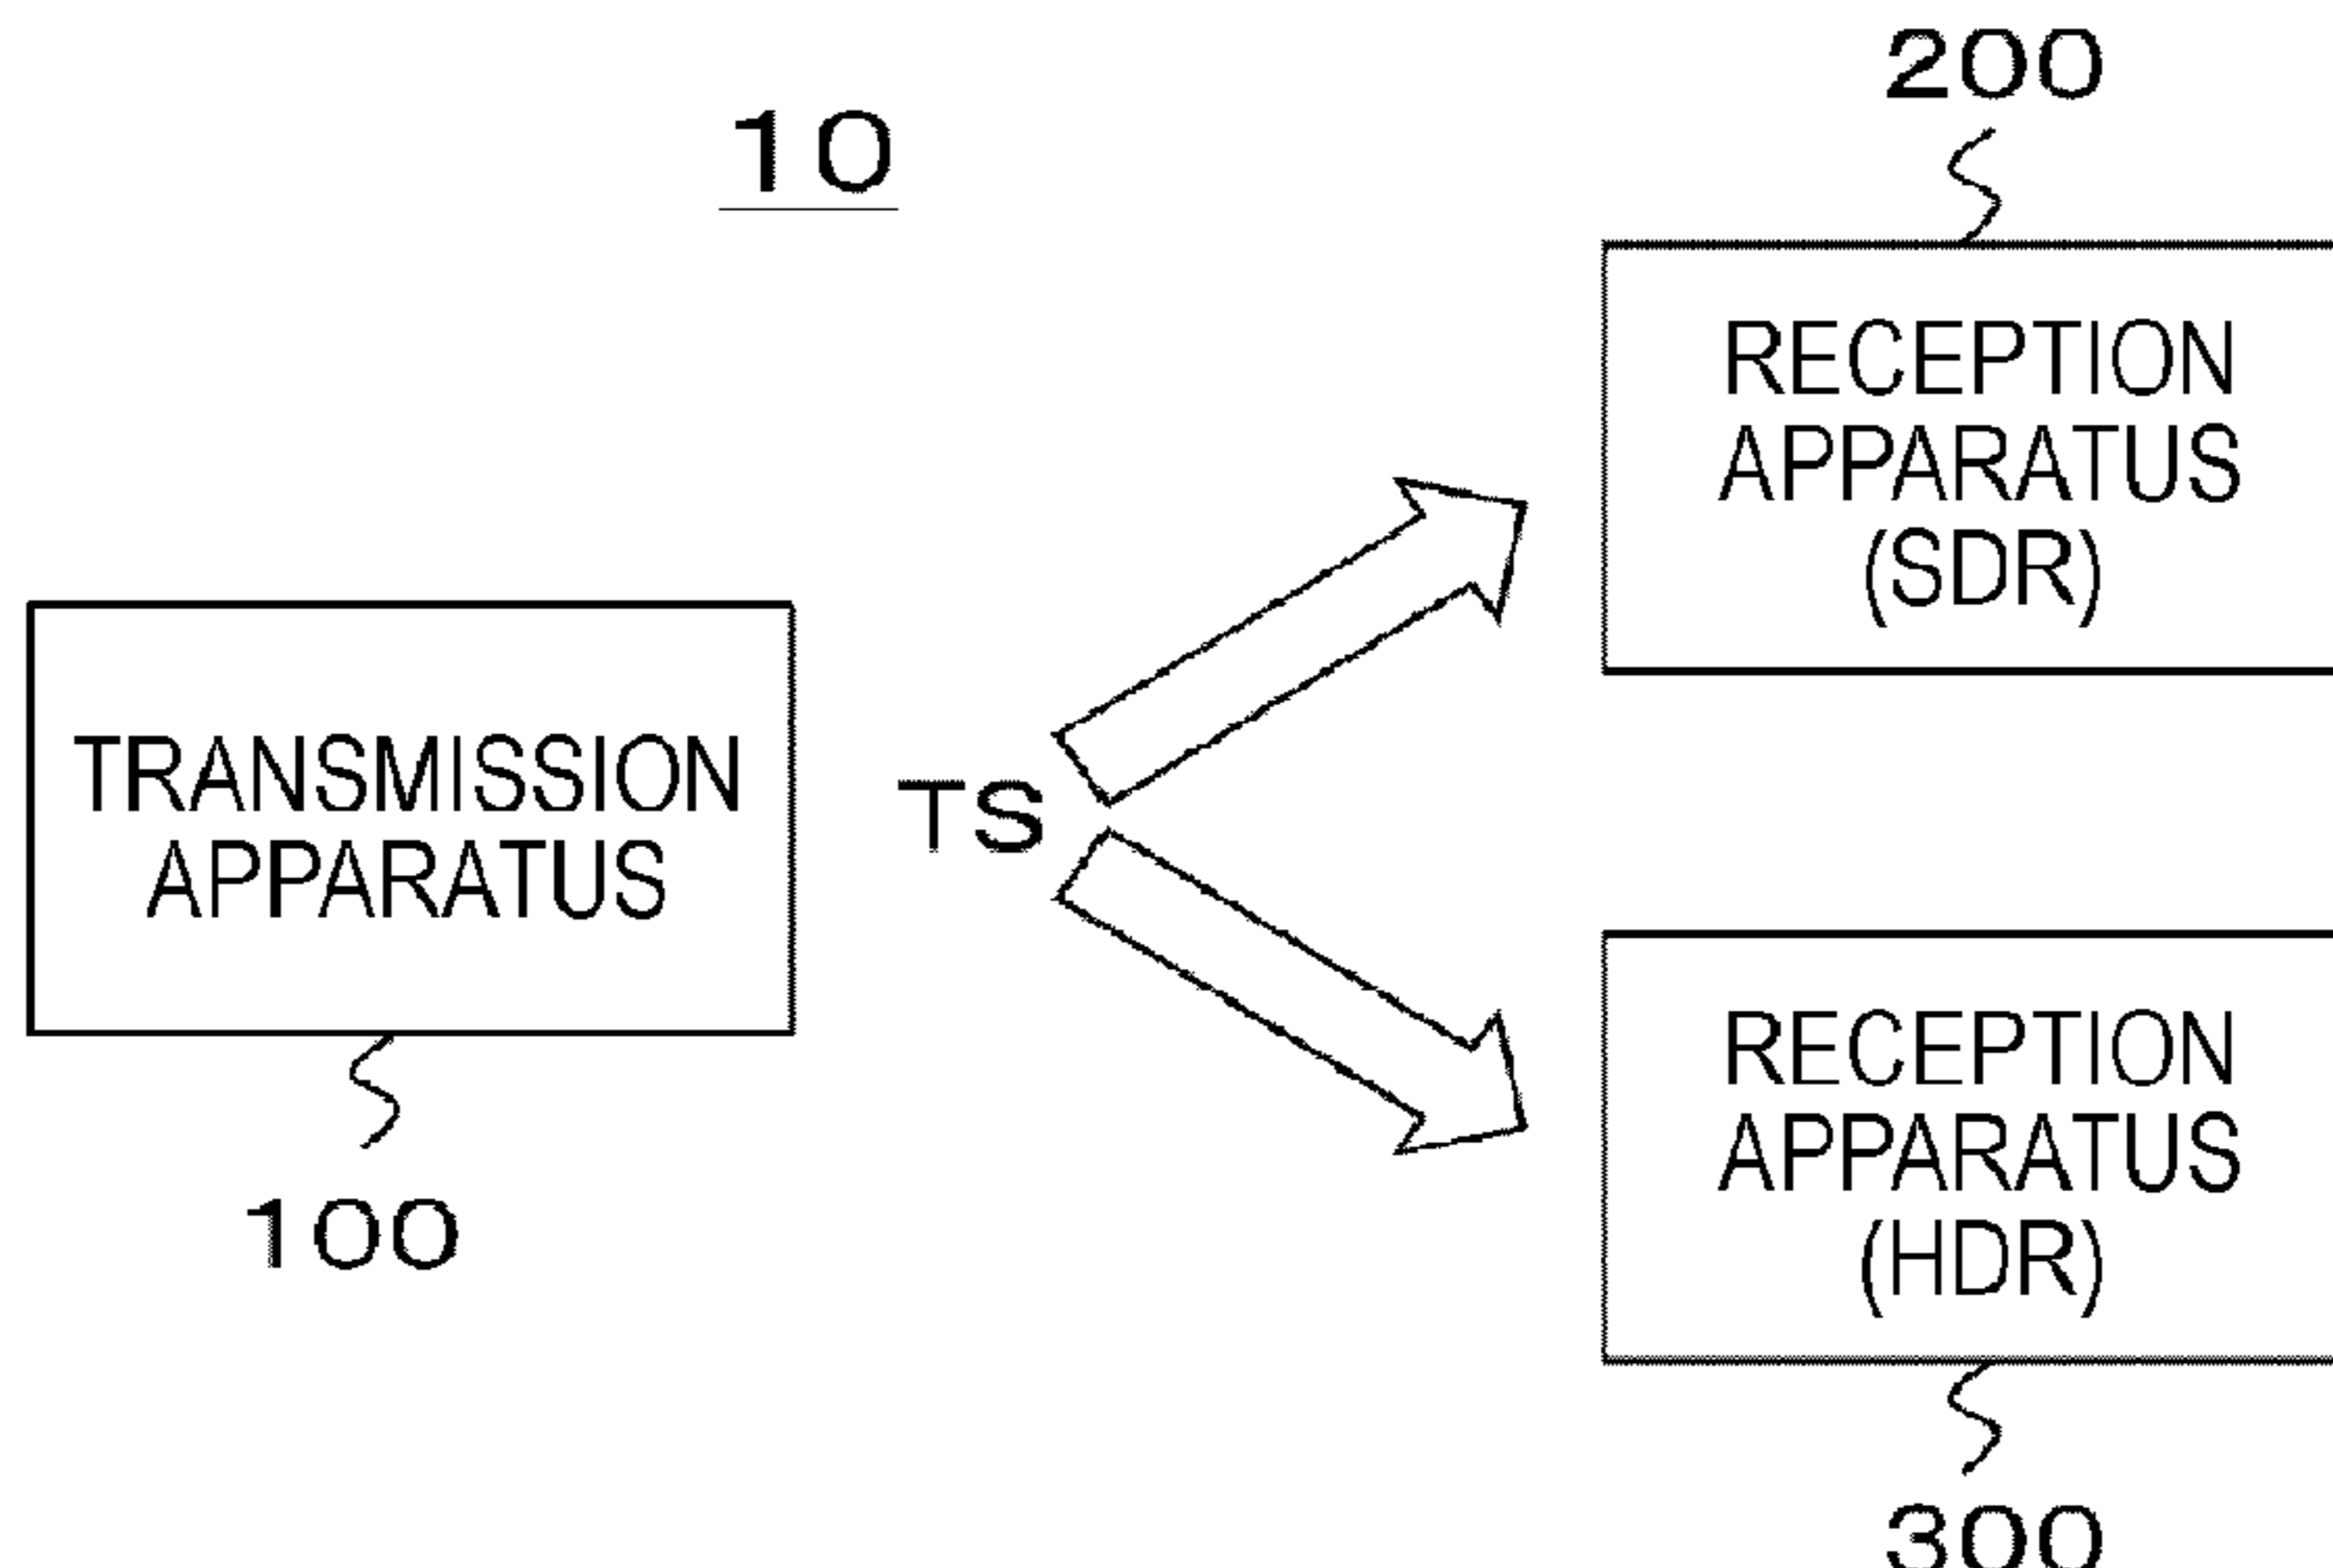 10
200
RECEPTION
APPARATUS
(SDR)
TRANSMISSION
APPARATUS
100
TS
RECEPTION
APPARATUS
(HDR)
300